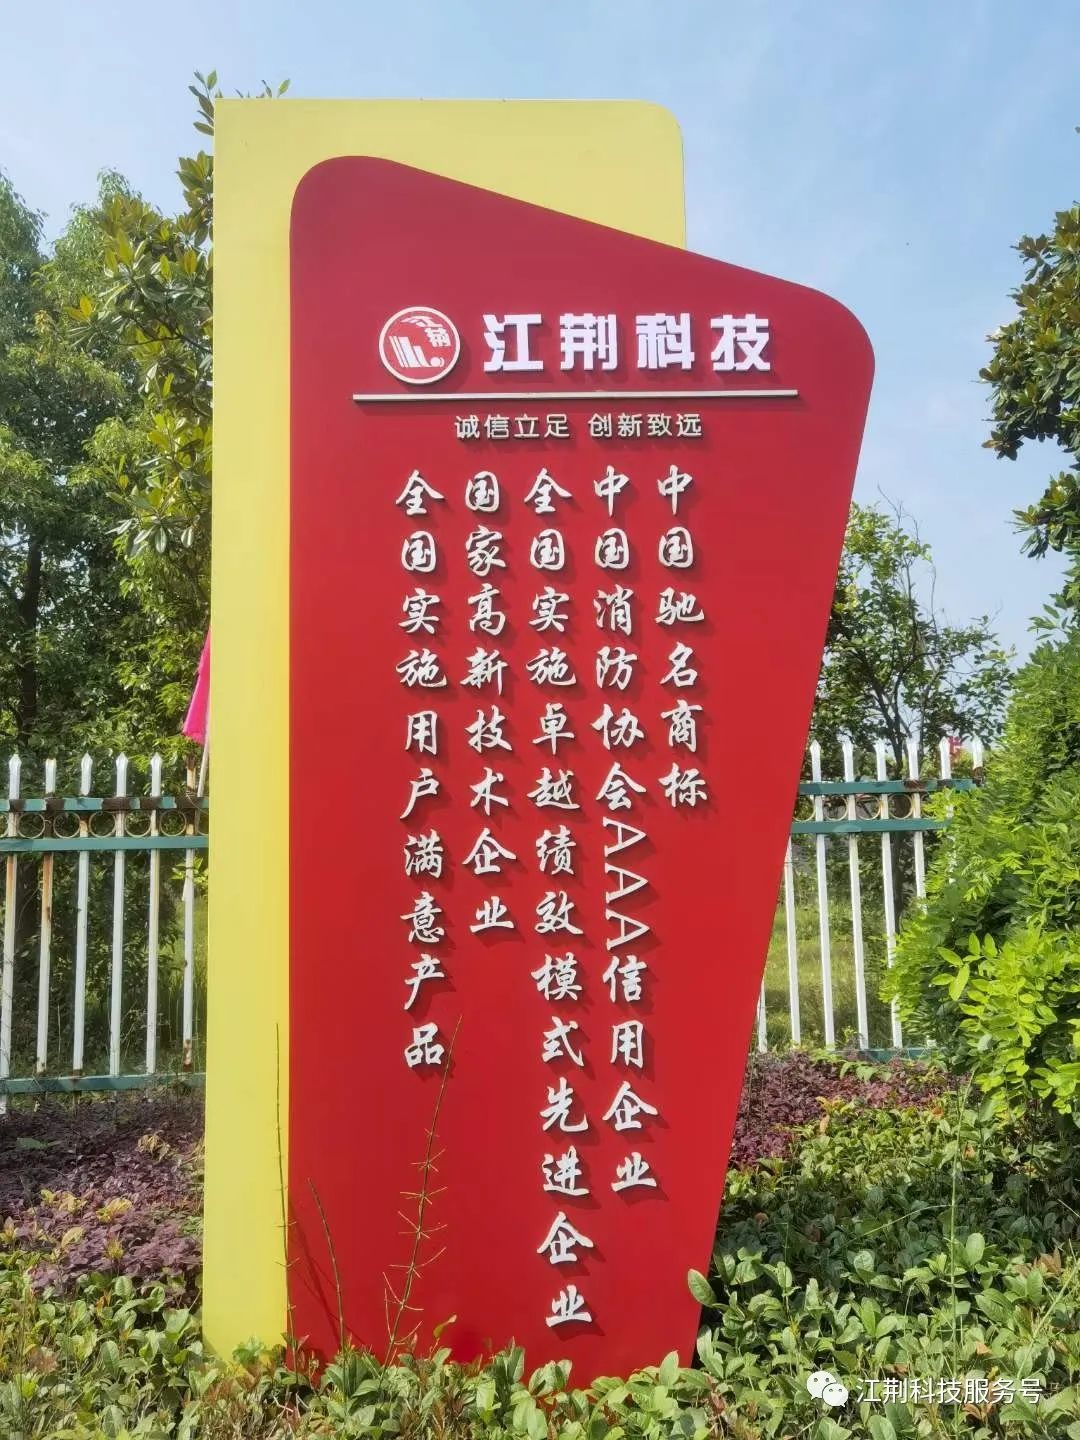 江荆
江荆科技
诚信立足 创新致远
中国驰名商标
中国消防协会AAA信用企业
全国实施卓越绩效模式先进企业
国家高新技术企业
全国实施用户满意产品
江荆科技服务号